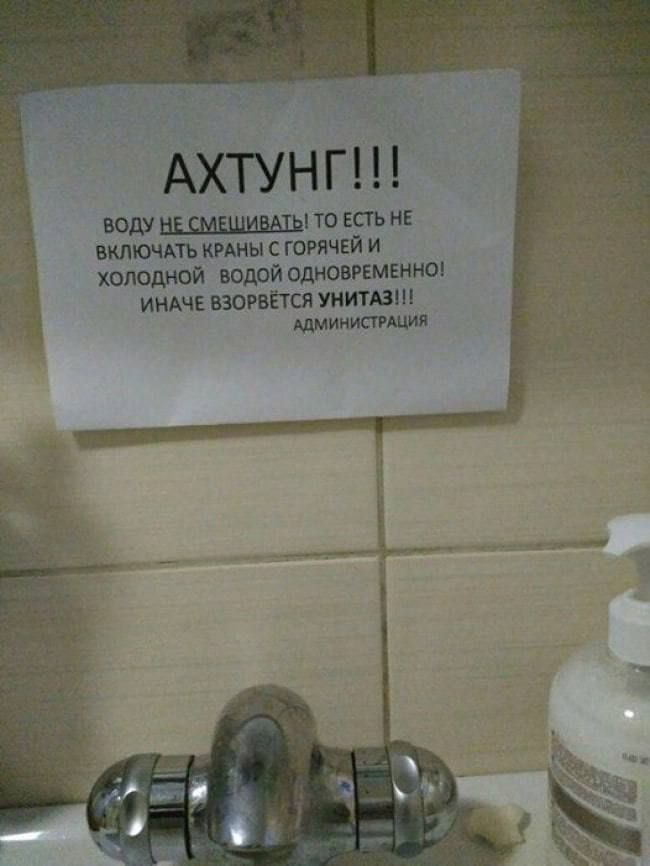 АХТУНГ!!!
ВОДУ НЕ СМЕШИВАТЬ! ТО ЕСТЬ НЕ
ВКЛЮЧАТЬ КРАНЫ С ГОРЯЧЕЙ И
ХОЛОДНОЙ ВОДОЙ ОДНОВРЕМЕННО!
ИНАЧЕ ВЗОРВЁТСЯ УНИТАЗ!!!
АДМИНИСТРАЦИЯ